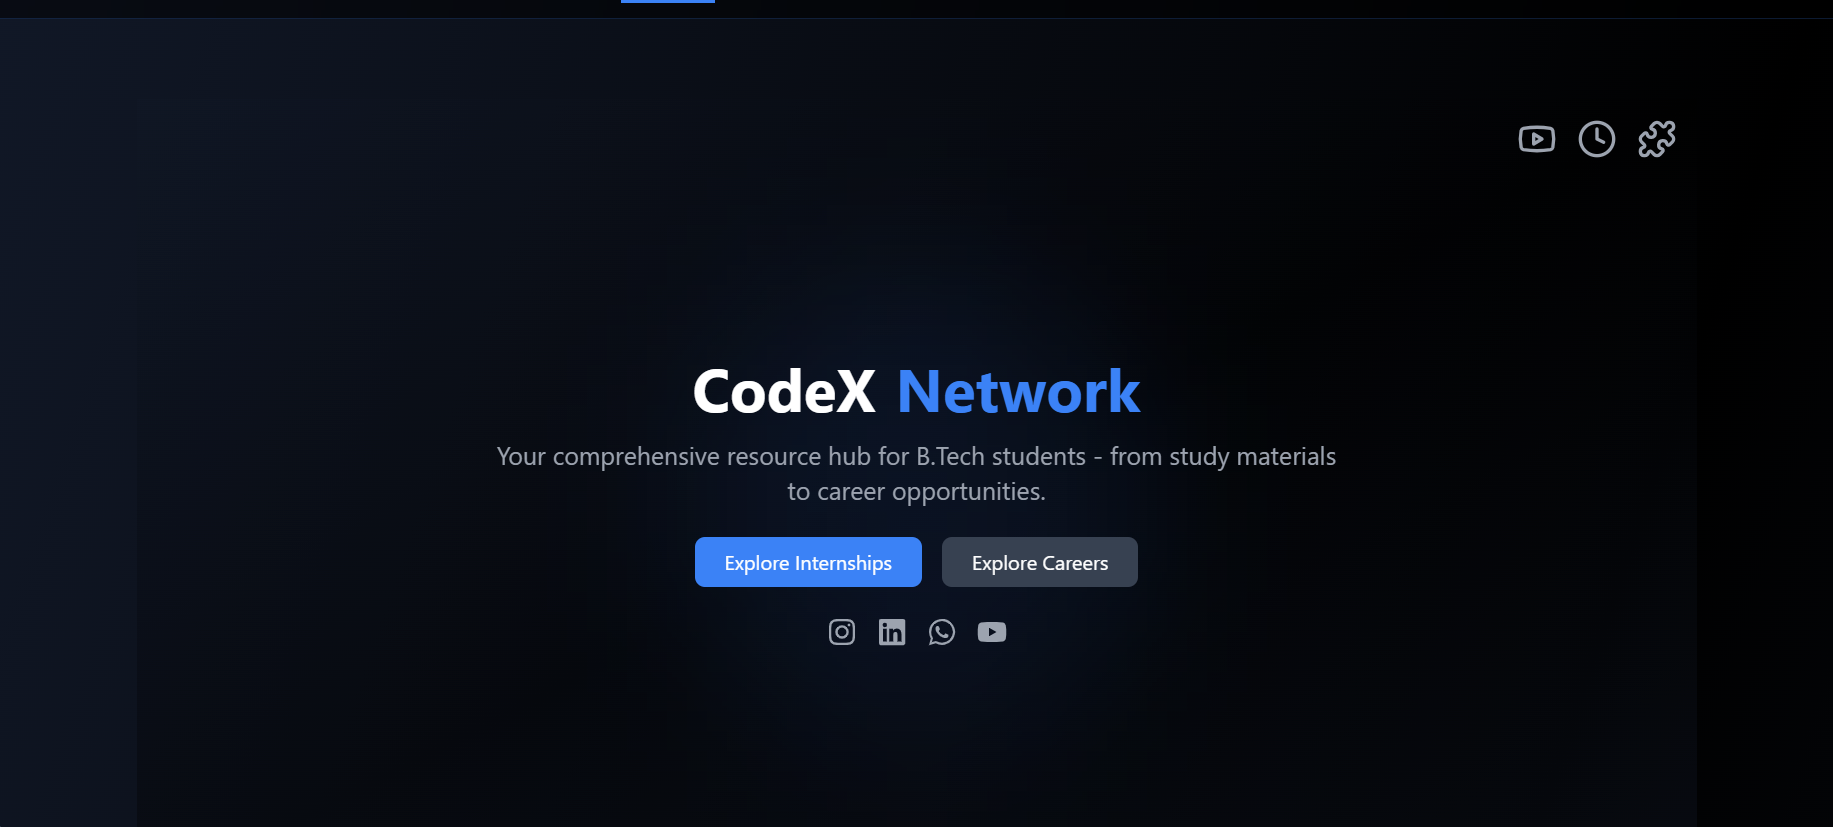 CodeX Network
Your comprehensive resource hub for B.Tech students - from study materials
to career opportunities.
Explore Internships
Explore Careers